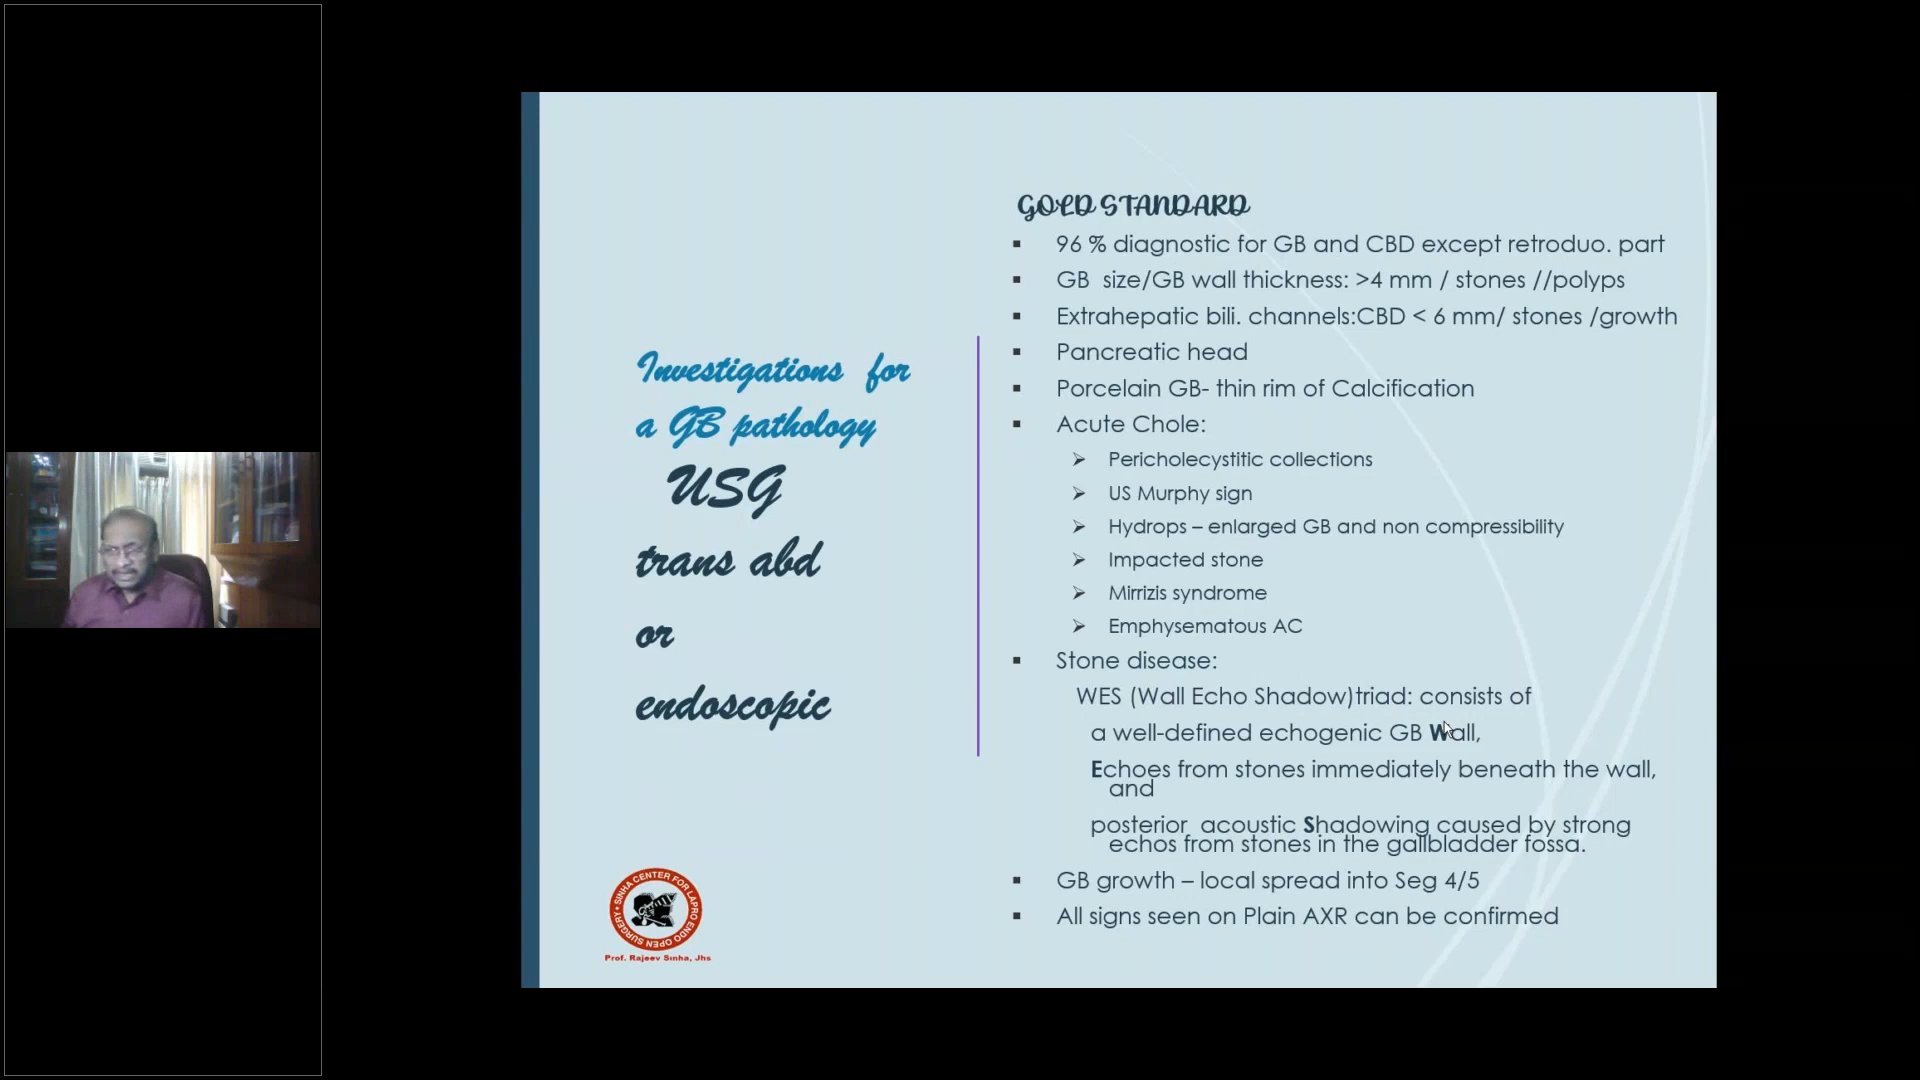 Investigations for
a GB pathology
USG
trans abd
or
endoscopic
GOLD STANDARD
▪ 96 % diagnostic for GB and CBD except retroduo. part
▪ GB size/GB wall thickness: >4 mm / stones //polyps
▪ Extrahepatic bili. channels:CBD < 6 mm/ stones /growth
▪ Pancreatic head
▪ Porcelain GB- thin rim of Calcification
▪ Acute Chole:
➢ Pericholecystitic collections
➢ US Murphy sign
➢ Hydrops – enlarged GB and non compressibility
➢ Impacted stone
➢ Mirrizis syndrome
➢ Emphysematous AC
▪ Stone disease:
WES (Wall Echo Shadow)triad: consists of
a well-defined echogenic GB Wall,
Echoes from stones immediately beneath the wall,
and
posterior acoustic Shadowing caused by strong
echos from stones in the gallbladder fossa.
▪ GB growth – local spread into Seg 4/5
▪ All signs seen on Plain AXR can be confirmed
SINHA CENTER FOR LAPRO ENDO OPEN SURGERY
Prof. Rajeev Sinha, Jhs